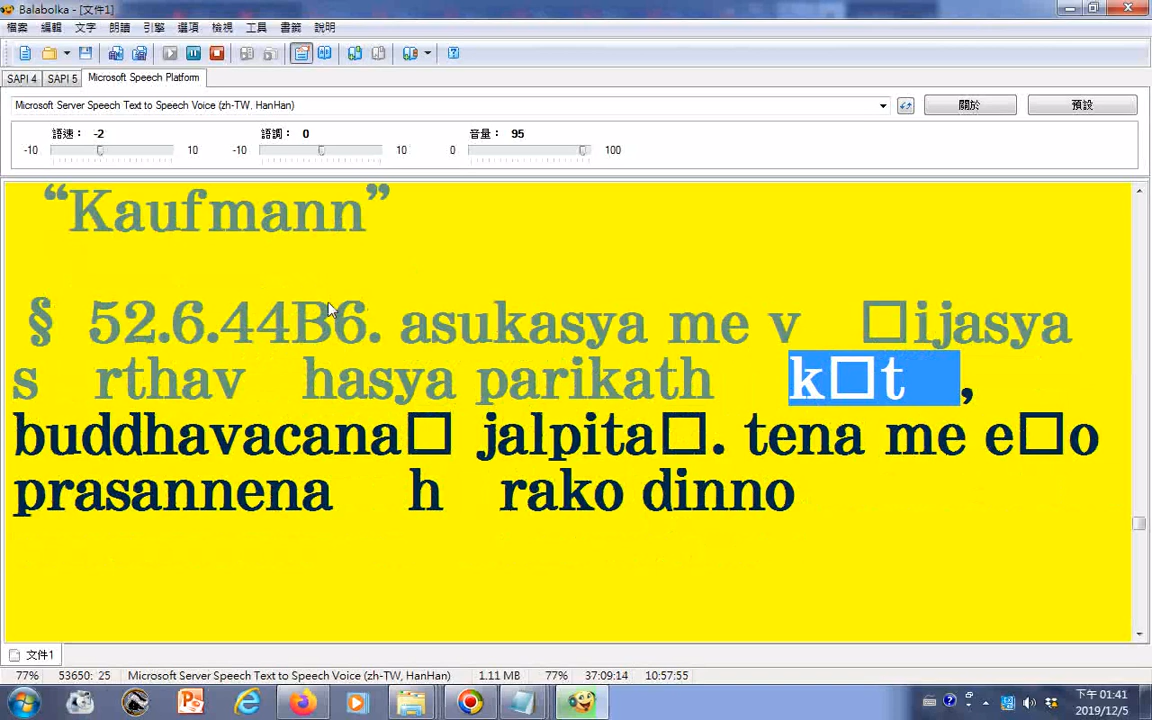 Balabolka - [文件1]
檔案 編輯 文字 朗讀 引擎 選項 檢視 工具 書籤 說明
SAPI 4 SAPI 5 Microsoft Speech Platform
Microsoft Server Speech Text to Speech Voice (zh-TW, HanHan) 關於 預設
語速： -2 語調： 0 音量： 95
-10 10 -10 10 0 100
“Kaufmann”
§ 52.6.44B6. asukasya me v □ijasya
s rthav hasya parikath k□t ,
buddhavacana□ jalpita□. tena me e□o
prasannena h rako dinno
文件1
77% 53650: 25 Microsoft Server Speech Text to Speech Voice (zh-TW, HanHan) 1.11 MB 77% 37:09:14 10:57:55
下午 01:41
2019/12/5